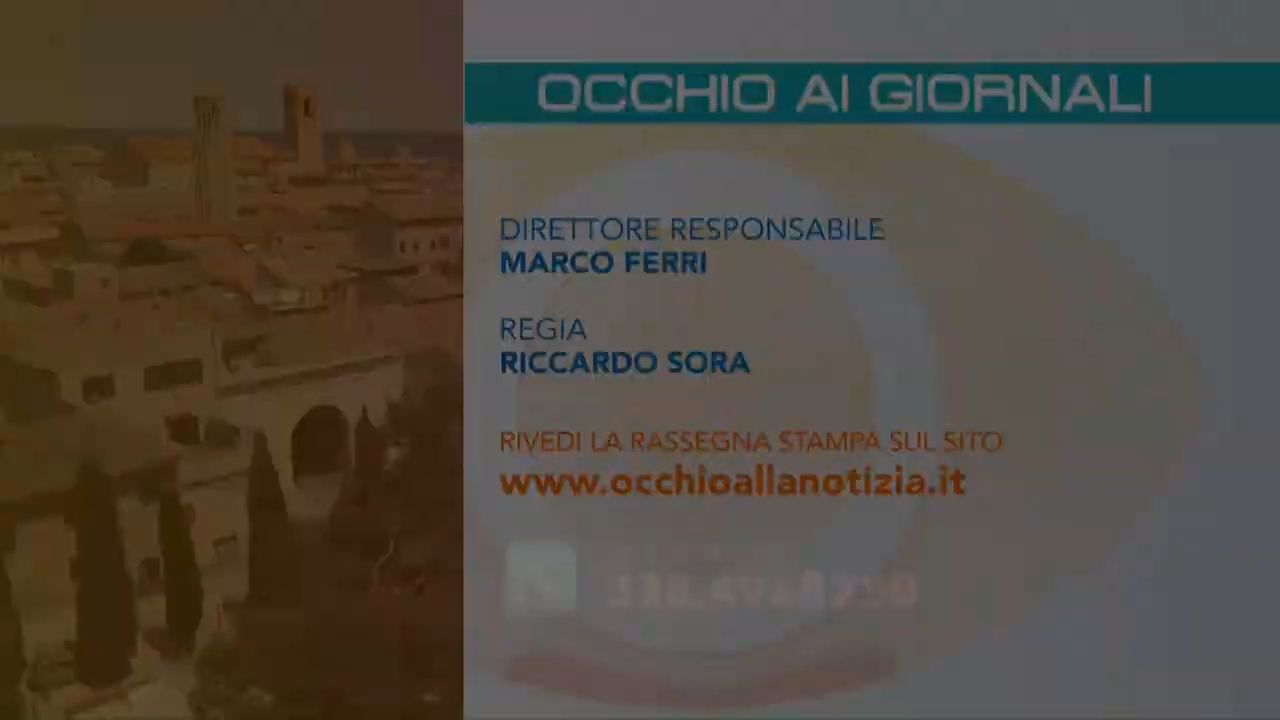 OCCHIO AI GIORNALI
DIRETTORE RESPONSABILE
MARCO FERRI
REGIA
RICCARDO SORA
RIVEDI LA RASSEGNA STAMPA SUL SITO
www.occhioallanotizia.it